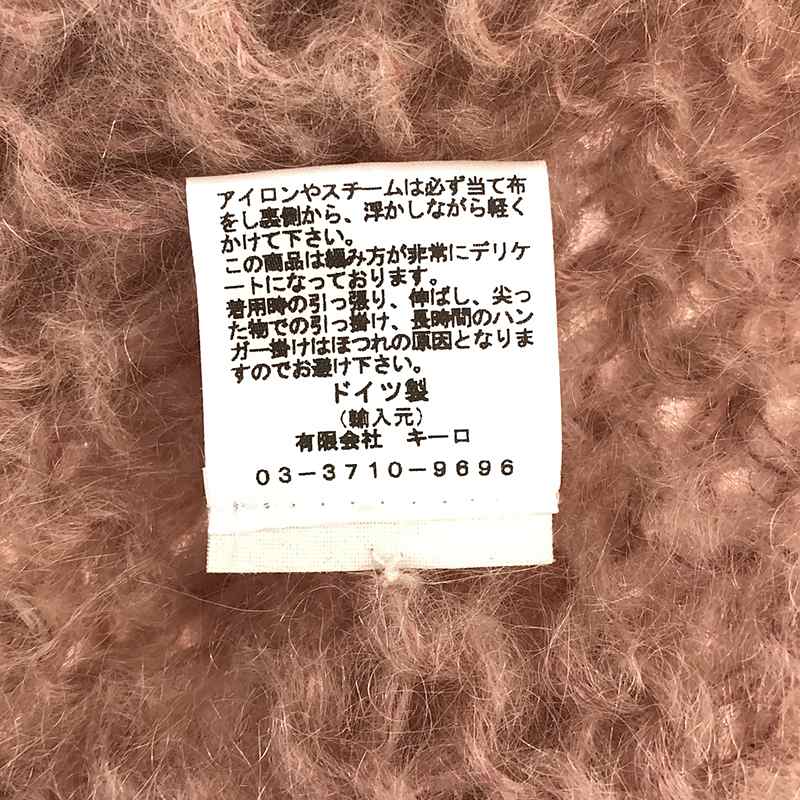 アイロンやスチームは必ず当て布
をし裏側から、浮かしながら軽く
かけて下さい。
この商品は編み方が非常にデリケ
ートになっております。
着用時の引っ張り、伸ばし、尖っ
た物での引っ掛け、長時間のハン
ガー掛けはほつれの原因となりま
すのでお避け下さい。
ドイツ製
（輸入元）
有限会社　キーロ
０３－３７１０－９６９６